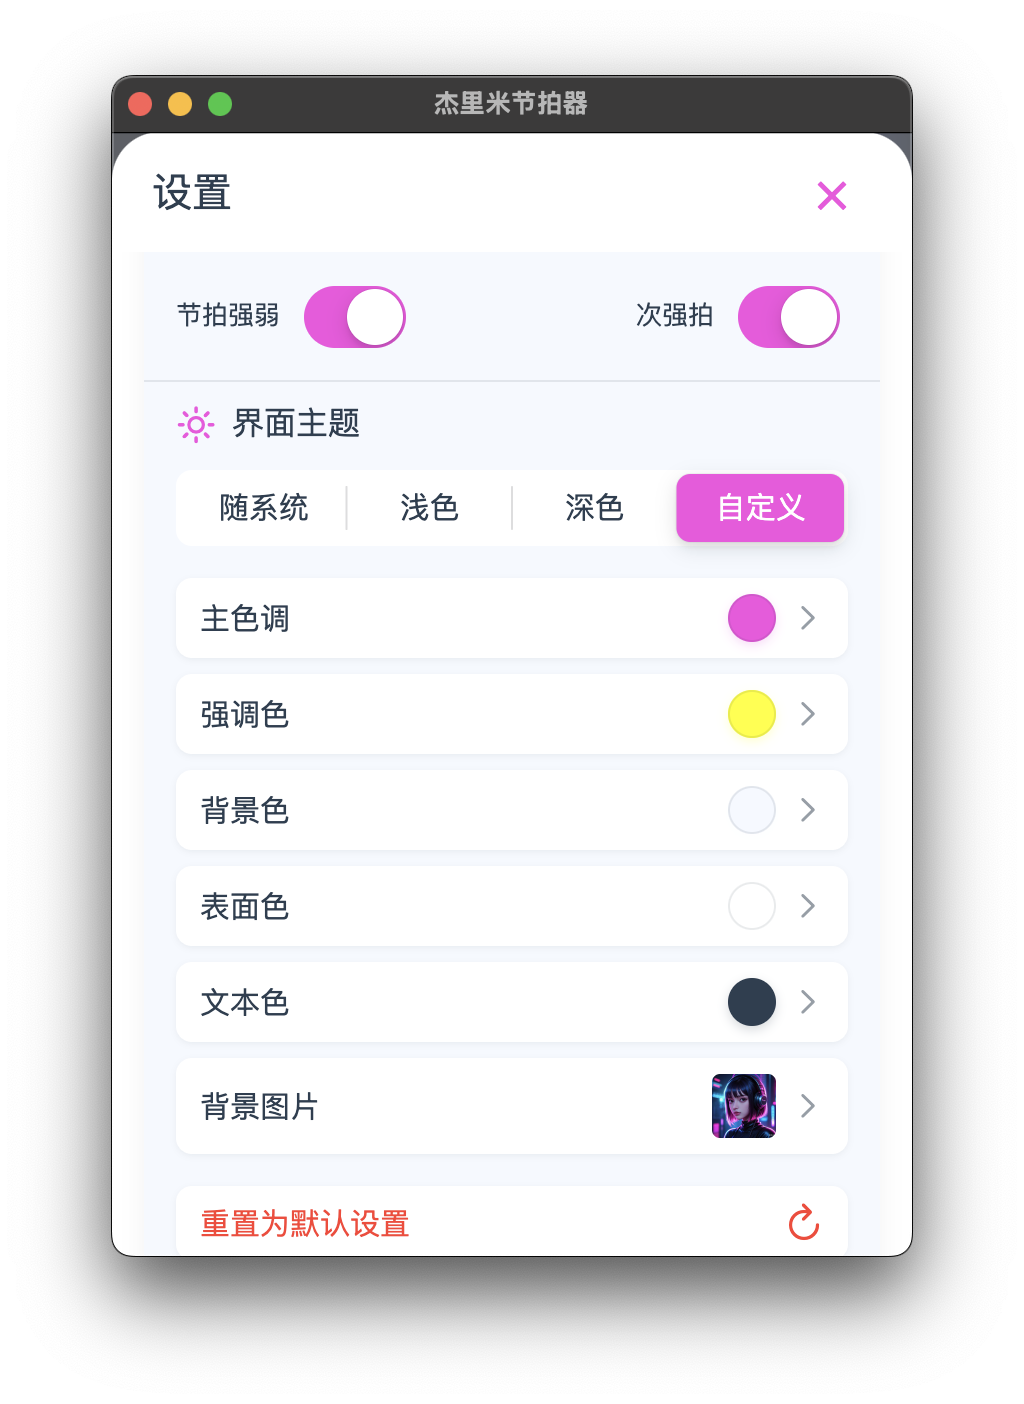 杰里米节拍器
设置
节拍强弱 次强拍
界面主题
随系统 浅色 深色 自定义
主色调
强调色
背景色
表面色
文本色
背景图片
重置为默认设置